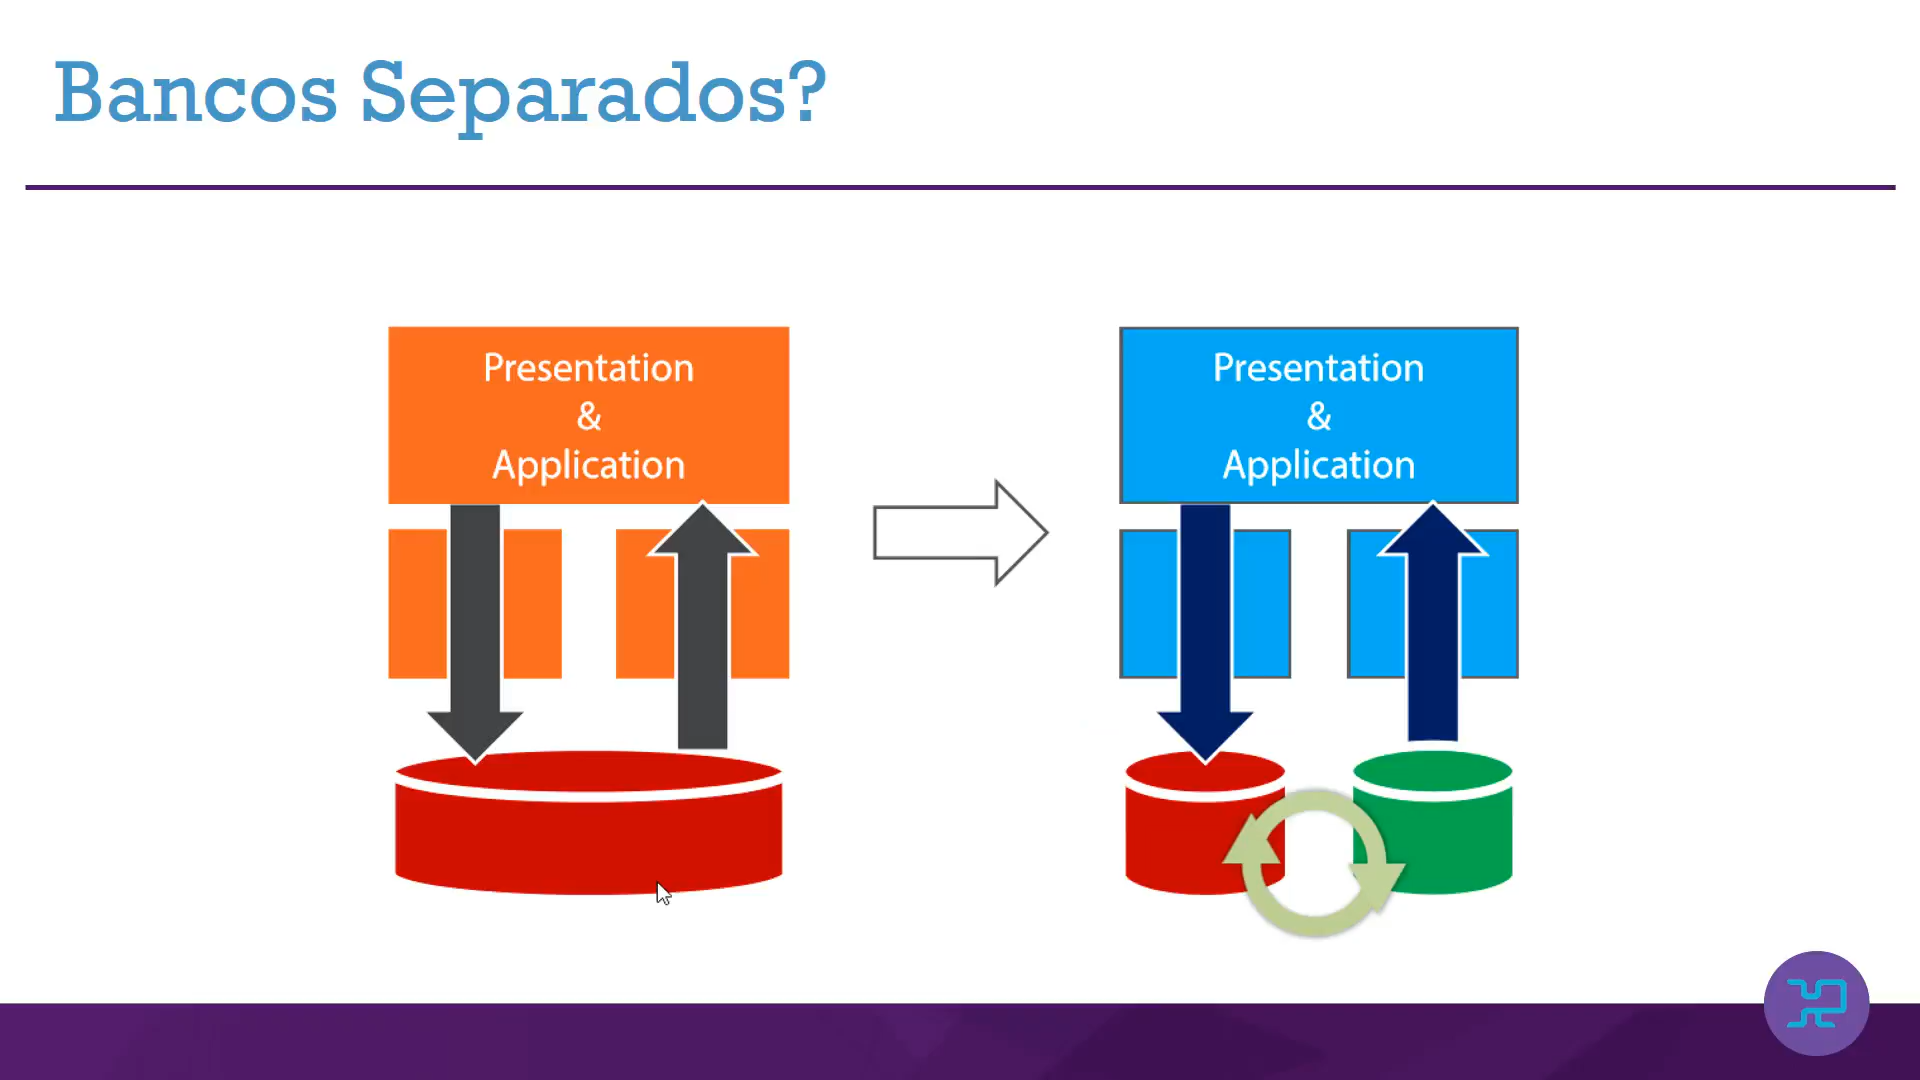 Bancos Separados?
Presentation
&
Application
Presentation
&
Application